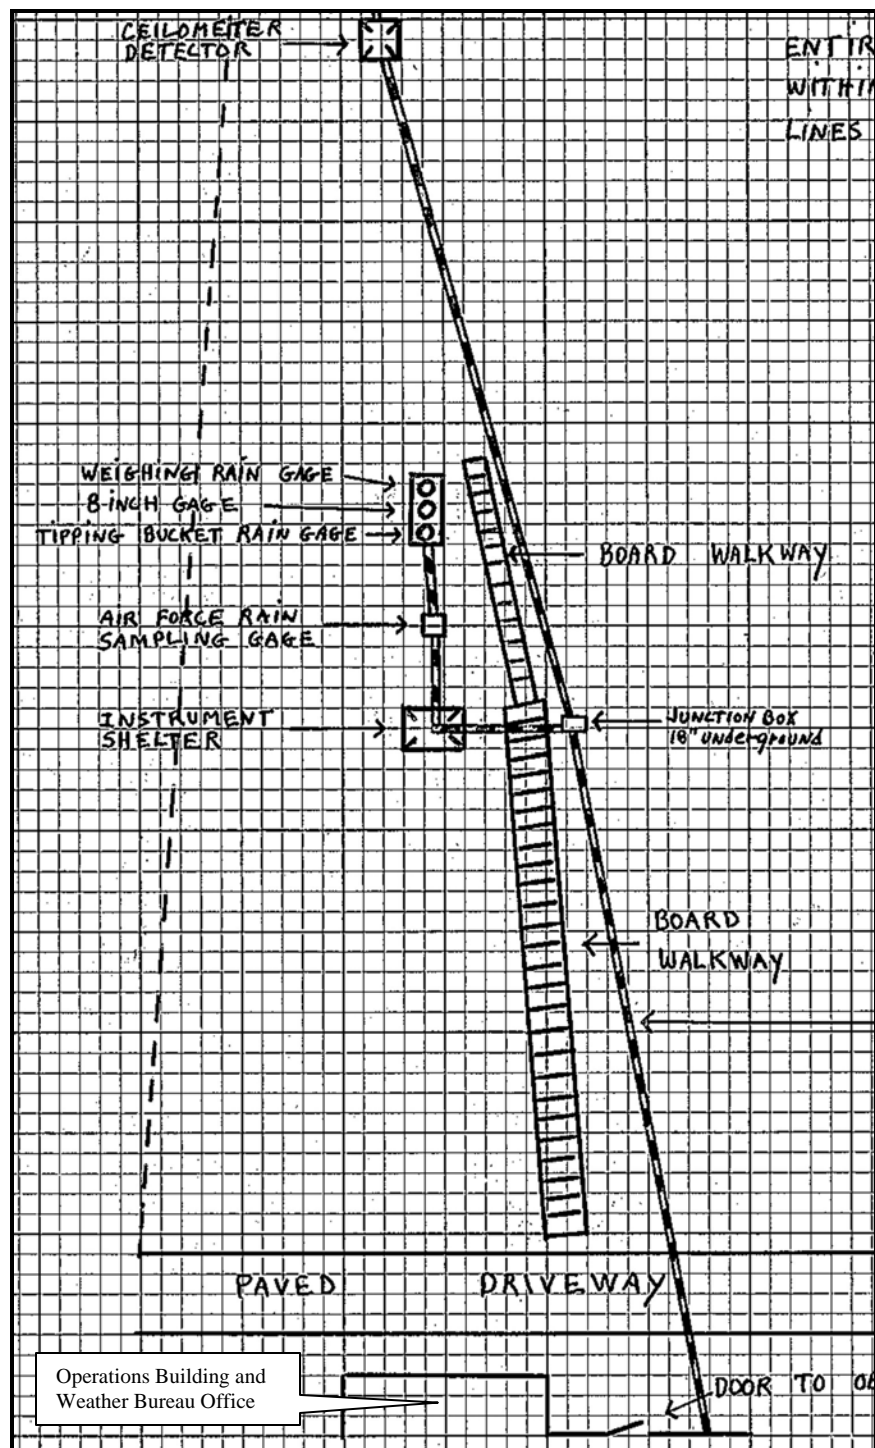 CEILOMETER
DETECTOR
ENTIR
WITHIN
LINES
WEIGHING RAIN GAGE
8-INCH GAGE
TIPPING BUCKET RAIN GAGE
BOARD WALKWAY
AIR FORCE RAIN
SAMPLING GAGE
INSTRUMENT
SHELTER
JUNCTION BOX
18" underground
BOARD
WALKWAY
PAVED DRIVEWAY
Operations Building and
Weather Bureau Office
DOOR TO